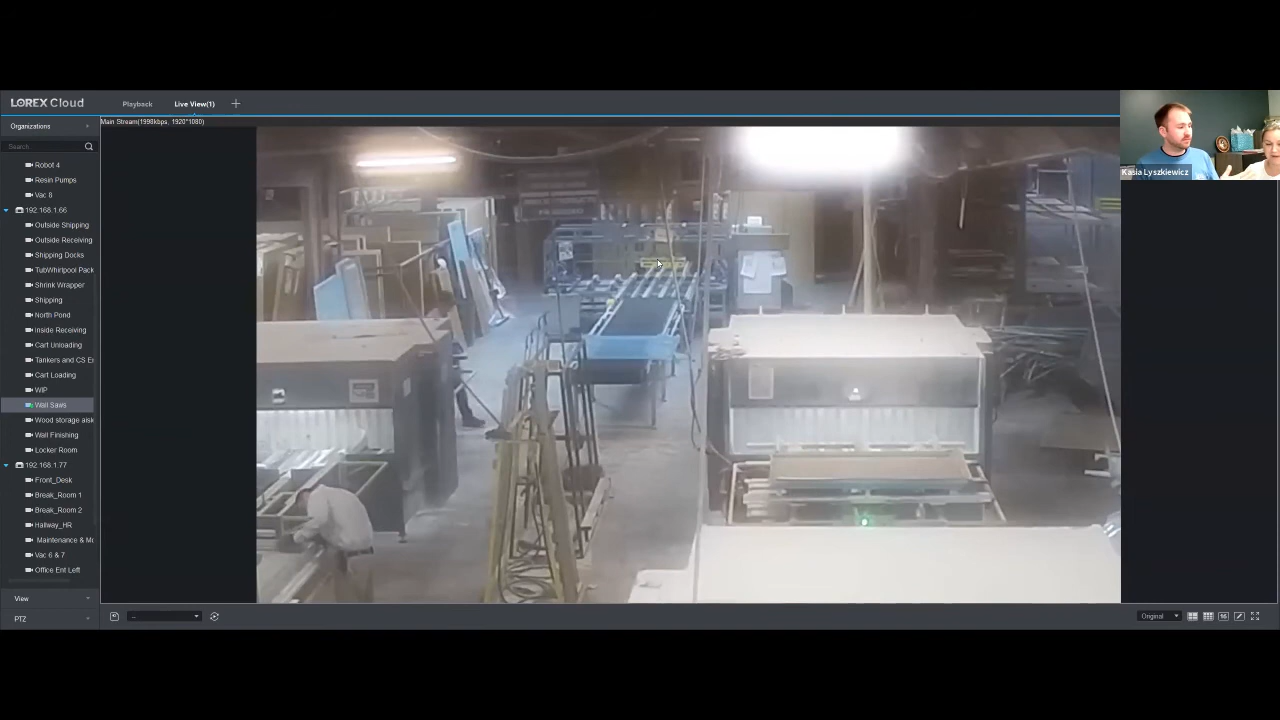 LOREX Cloud
Playback
Live View(1)
Main Stream(1998kbps, 1920*1080)
Organizations
Search
Robot 4
Resin Pumps
Vac 8
192.168.1.66
Outside Shipping
Outside Receiving
Shipping Docks
TubWhirlpool Pack
Shrink Wrapper
Shipping
North Pond
Inside Receiving
Cart Unloading
Tankers and CS En
Cart Loading
WIP
Wall Saws
Wood storage aisl
Wall Finishing
Locker Room
192.168.1.77
Front_Desk
Break_Room 1
Break_Room 2
Hallway_HR
Maintenance & Mo
Vac 6 & 7
Office Ent Left
View
PTZ
Original
16
Kasia Lyszkiewicz